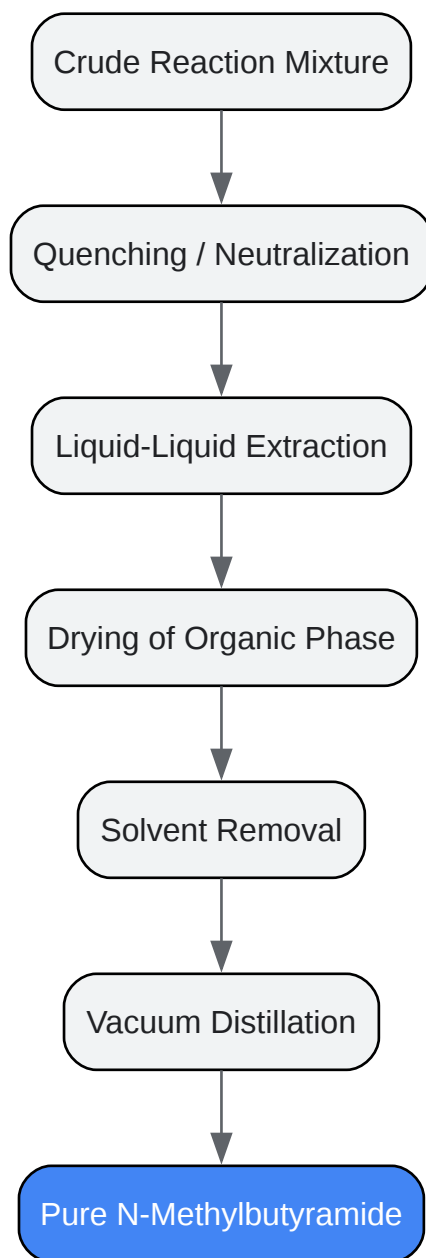 Crude Reaction Mixture
Quenching / Neutralization
Liquid-Liquid Extraction
Drying of Organic Phase
Solvent Removal
Vacuum Distillation
Pure N-Methylbutyramide